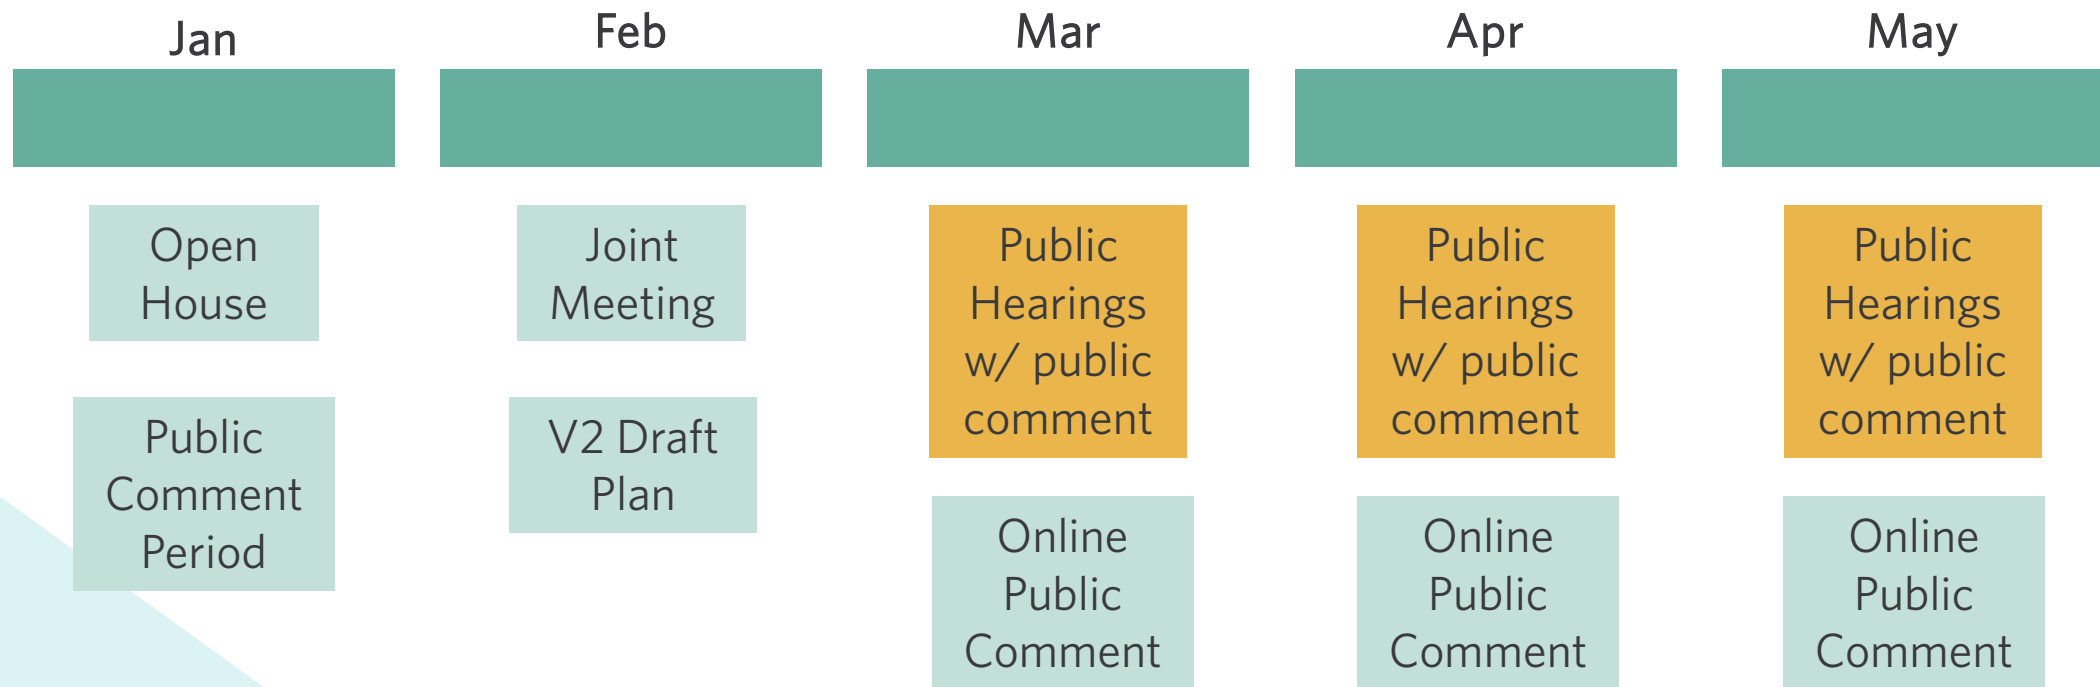 Jan
Feb
Mar
Apr
May
Open
House
Public
Comment
Period
Joint
Meeting
V2 Draft
Plan
Public
Hearings
w/ public
comment
Online
Public
Comment
Public
Hearings
w/ public
comment
Online
Public
Comment
Public
Hearings
w/ public
comment
Online
Public
Comment